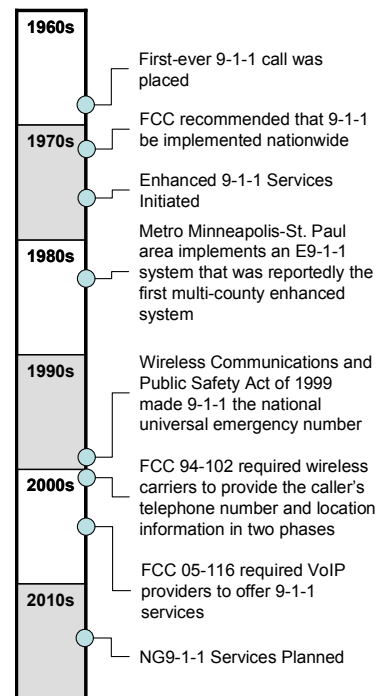 1960s
First-ever 9-1-1 call was
placed
FCC recommended that 9-1-1
be implemented nationwide
1970s
Enhanced 9-1-1 Services
Initiated
Metro Minneapolis-St. Paul
area implements an E9-1-1
system that was reportedly the
first multi-county enhanced
system
1980s
Wireless Communications and
Public Safety Act of 1999
made 9-1-1 the national
universal emergency number
1990s
FCC 94-102 required wireless
carriers to provide the caller's
telephone number and location
information in two phases
2000s
FCC 05-116 required VoIP
providers to offer 9-1-1
services
2010s
NG9-1-1 Services Planned